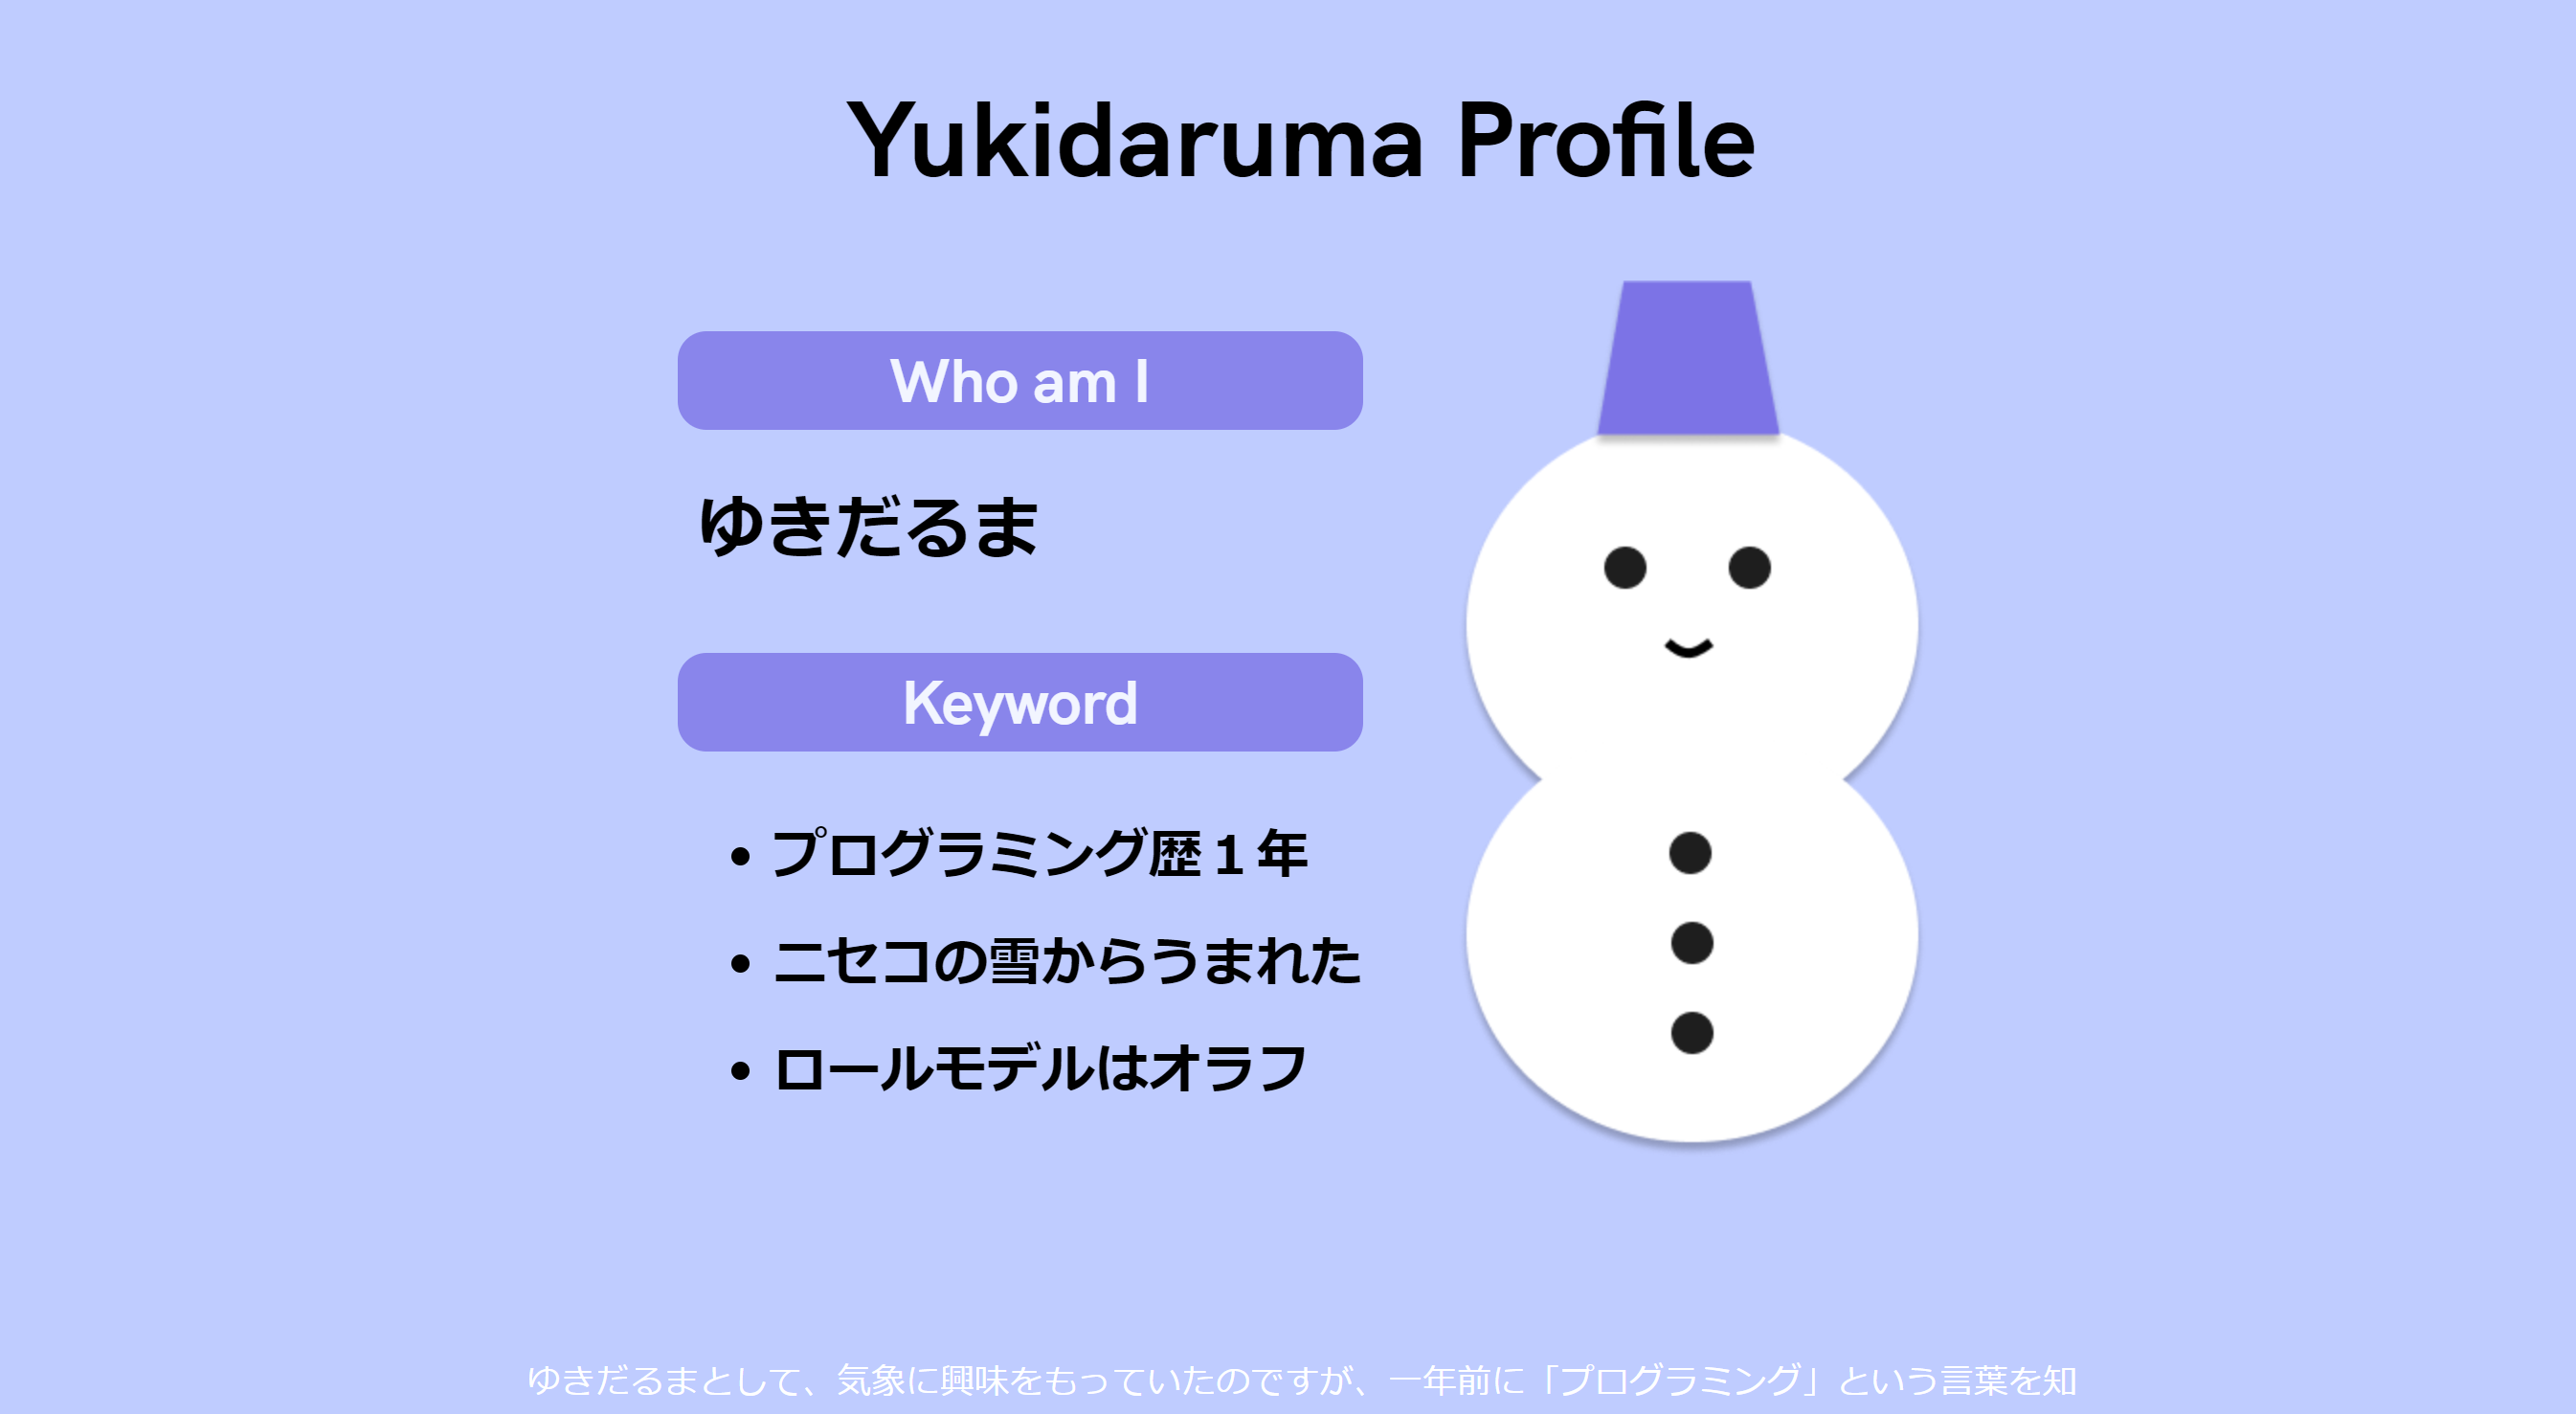 Yukidaruma Profile
Who am I
ゆきだるま
Keyword
• プログラミング歴１年
• ニセコの雪からうまれた
• ロールモデルはオラフ
ゆきだるまとして、気象に興味をもっていたのですが、一年前に「プログラミング」という言葉を知